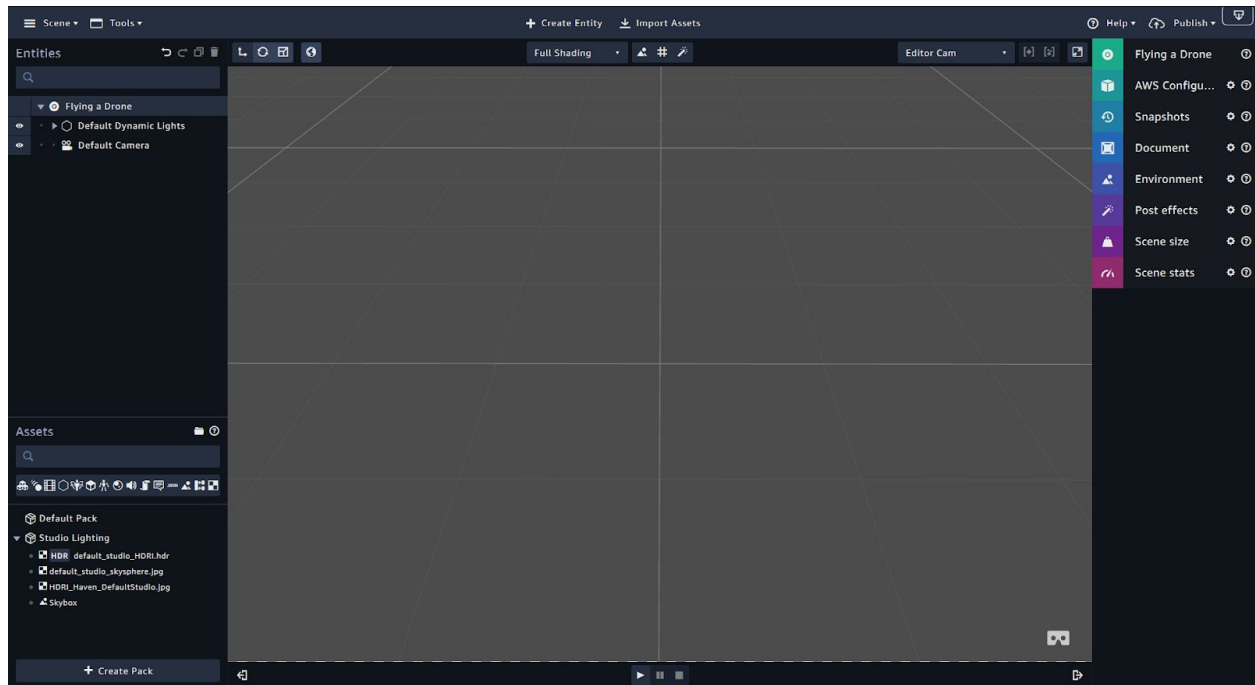 Scene
Tools
Create Entity
Import Assets
Help
Publish
Entities
Flying a Drone
Default Dynamic Lights
Default Camera
Full Shading
Editor Cam
Flying a Drone
AWS Configu...
Snapshots
Document
Environment
Post effects
Scene size
Scene stats
Assets
Default Pack
Studio Lighting
HDR default_studio_HDRI.hdr
default_studio_skysphere.jpg
HDRI_Haven_DefaultStudio.jpg
Skybox
Create Pack